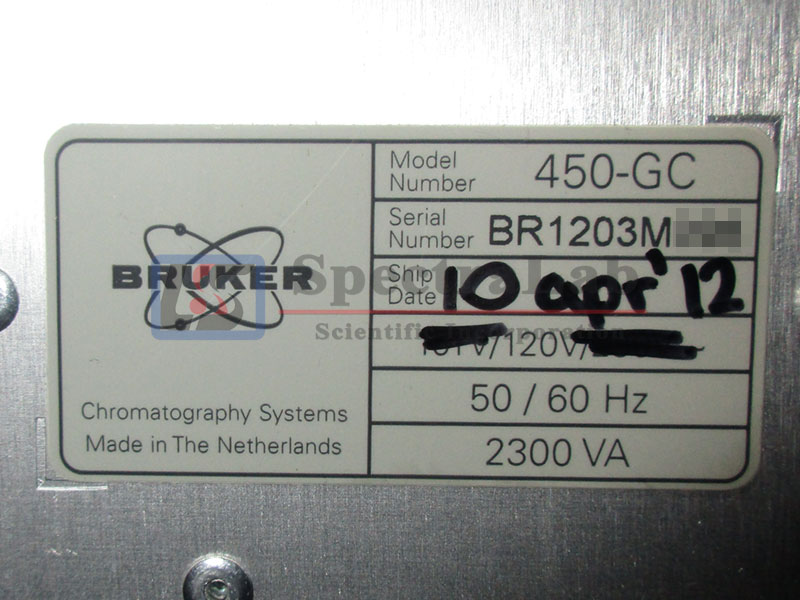 BRUKER
Chromatography Systems
Made in The Netherlands
Model Number 450-GC
Serial Number BR1203M
Ship Date 10 apr' 12
/120V/
50 / 60 Hz
2300 VA
SpectraLab
Scientific Incorporation